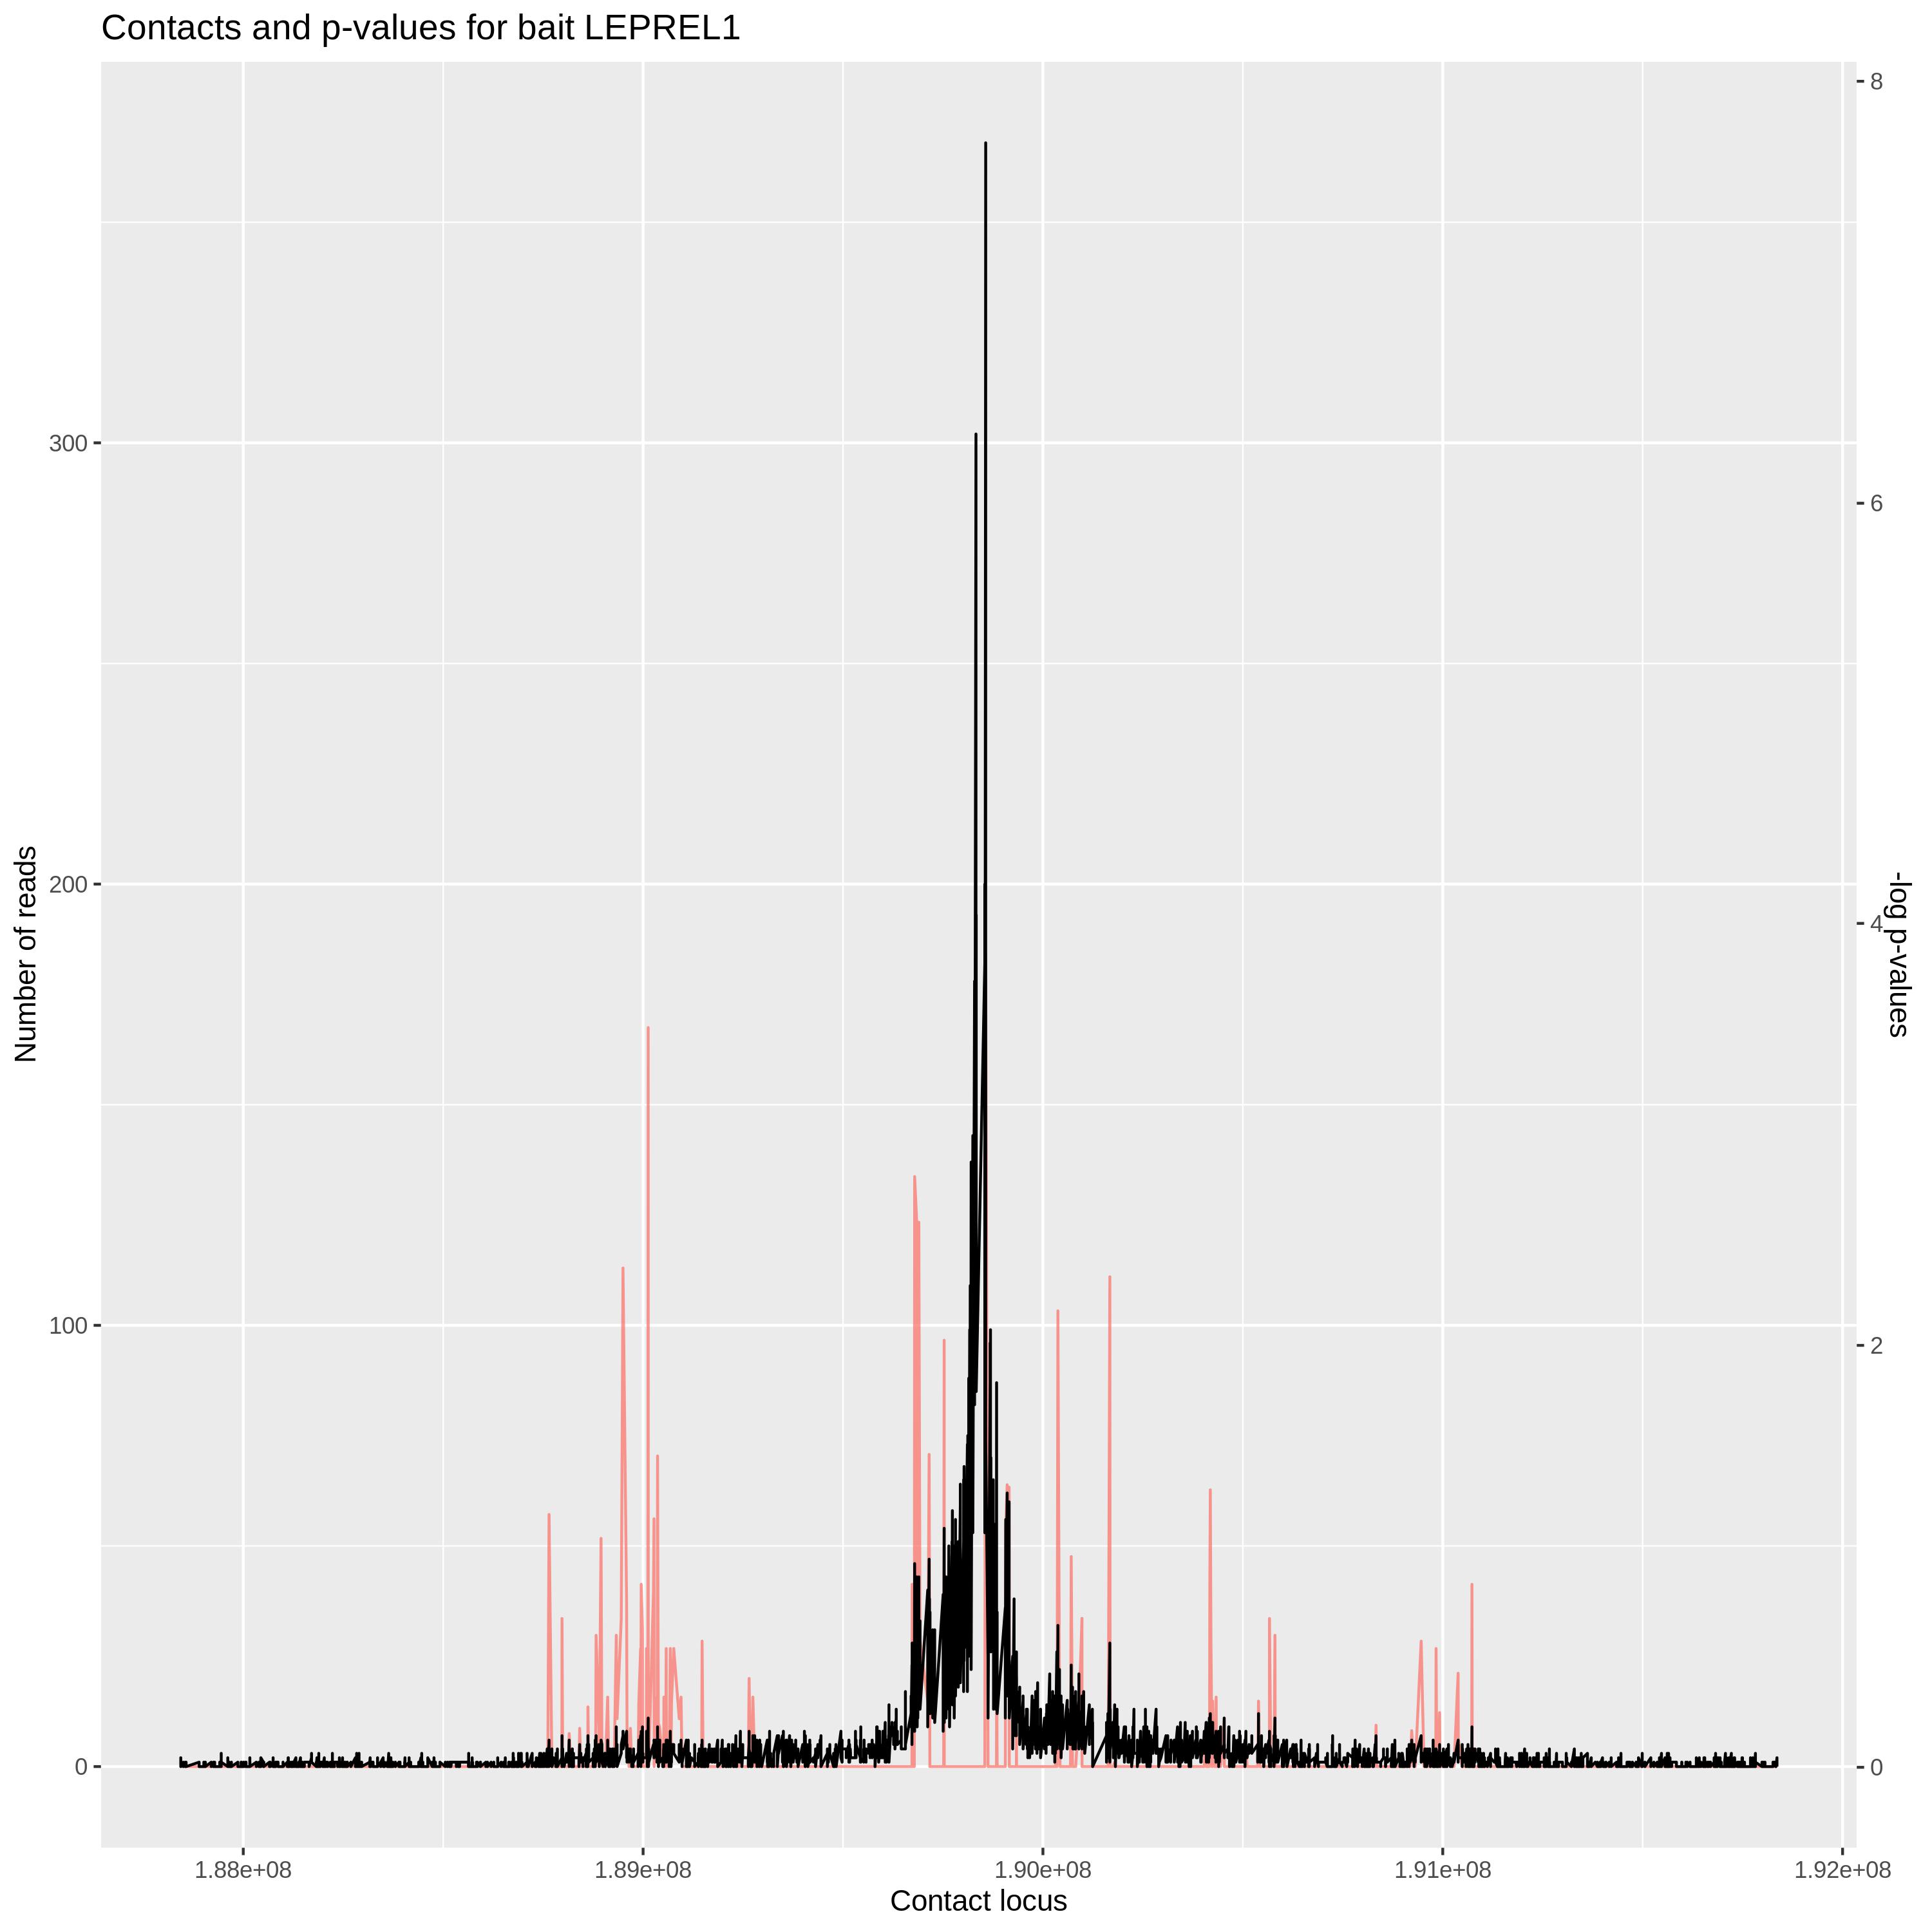 Contacts and p-values for bait LEPREL1
Number of reads
300
200
100
0
8
6
4
2
0
-log p-values
1.88e+08
1.89e+08
1.90e+08
1.91e+08
1.92e+08
Contact locus